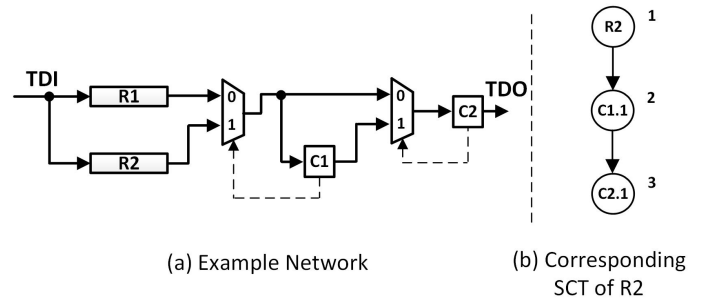 TDI
R1
R2
0
1
C1
0
1
C2
TDO
(a) Example Network
R2
1
C1.1
2
C2.1
3
(b) Corresponding
SCT of R2